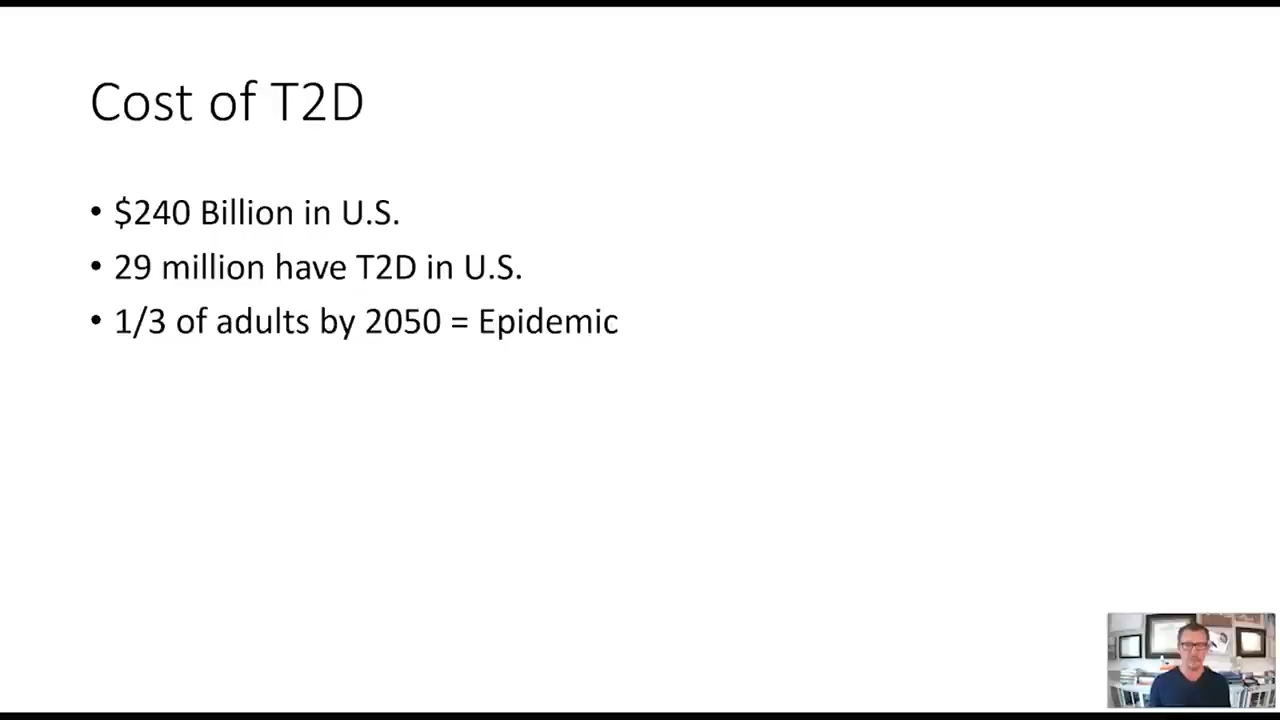 Cost of T2D
• $240 Billion in U.S.
• 29 million have T2D in U.S.
• 1/3 of adults by 2050 = Epidemic